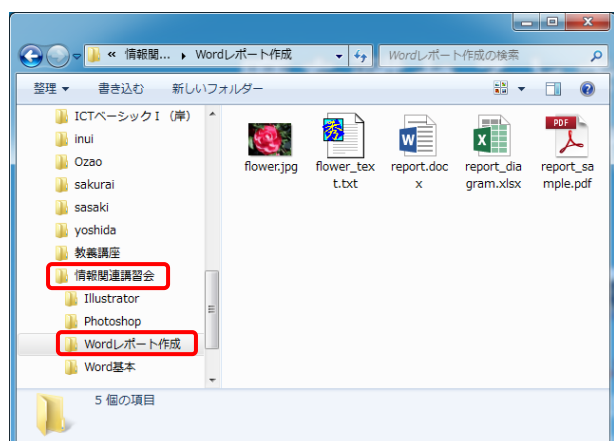 « 情報関... ▸ Wordレポート作成
Wordレポート作成の検索
整理 ▼ 書き込む 新しいフォルダー
ICTベーシックⅠ（岸）
inui
Ozao
sakurai
sasaki
yoshida
教養講座
情報関連講習会
Illustrator
Photoshop
Wordレポート作成
Word基本
flower.jpg
秀
flower_tex
t.txt
W
report.doc
x
X
report_dia
gram.xlsx
PDF
report_sa
mple.pdf
5 個の項目